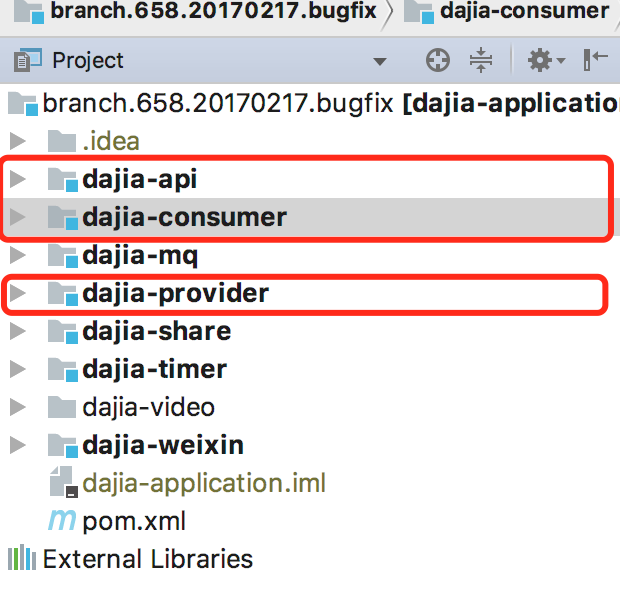 branch.658.20170217.bugfix dajia-consumer
Project
branch.658.20170217.bugfix [dajia-application
.idea
dajia-api
dajia-consumer
dajia-mq
dajia-provider
dajia-share
dajia-timer
dajia-video
dajia-weixin
dajia-application.iml
pom.xml
External Libraries